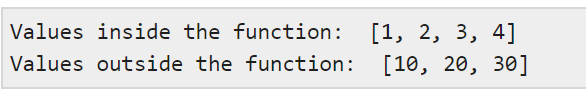 Values inside the function:  [1, 2, 3, 4]
Values outside the function:  [10, 20, 30]